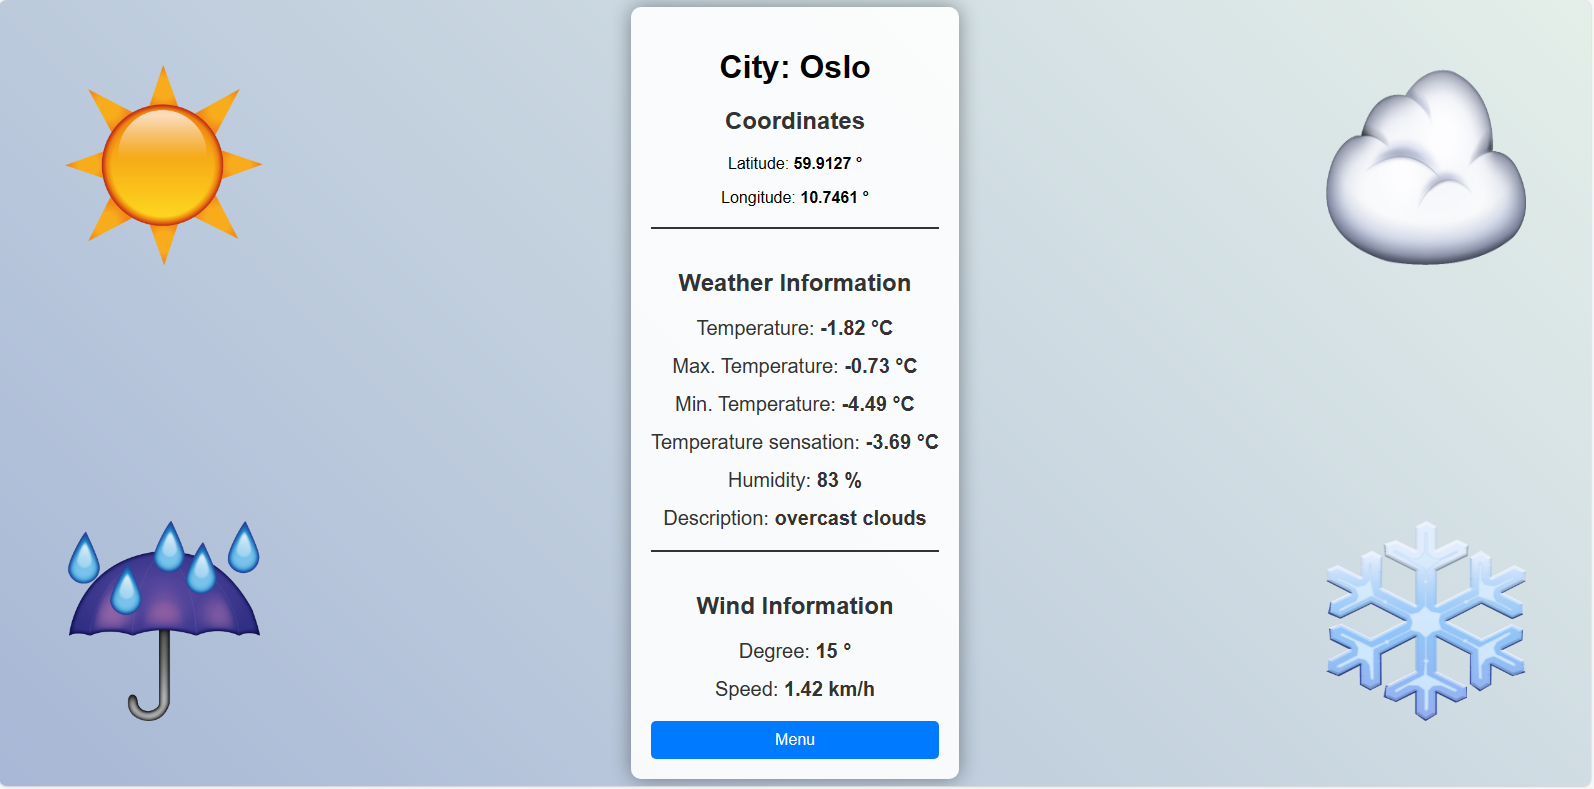 City: Oslo
Coordinates
Latitude: 59.9127 °
Longitude: 10.7461 °
Weather Information
Temperature: -1.82 °C
Max. Temperature: -0.73 °C
Min. Temperature: -4.49 °C
Temperature sensation: -3.69 °C
Humidity: 83 %
Description: overcast clouds
Wind Information
Degree: 15 °
Speed: 1.42 km/h
Menu